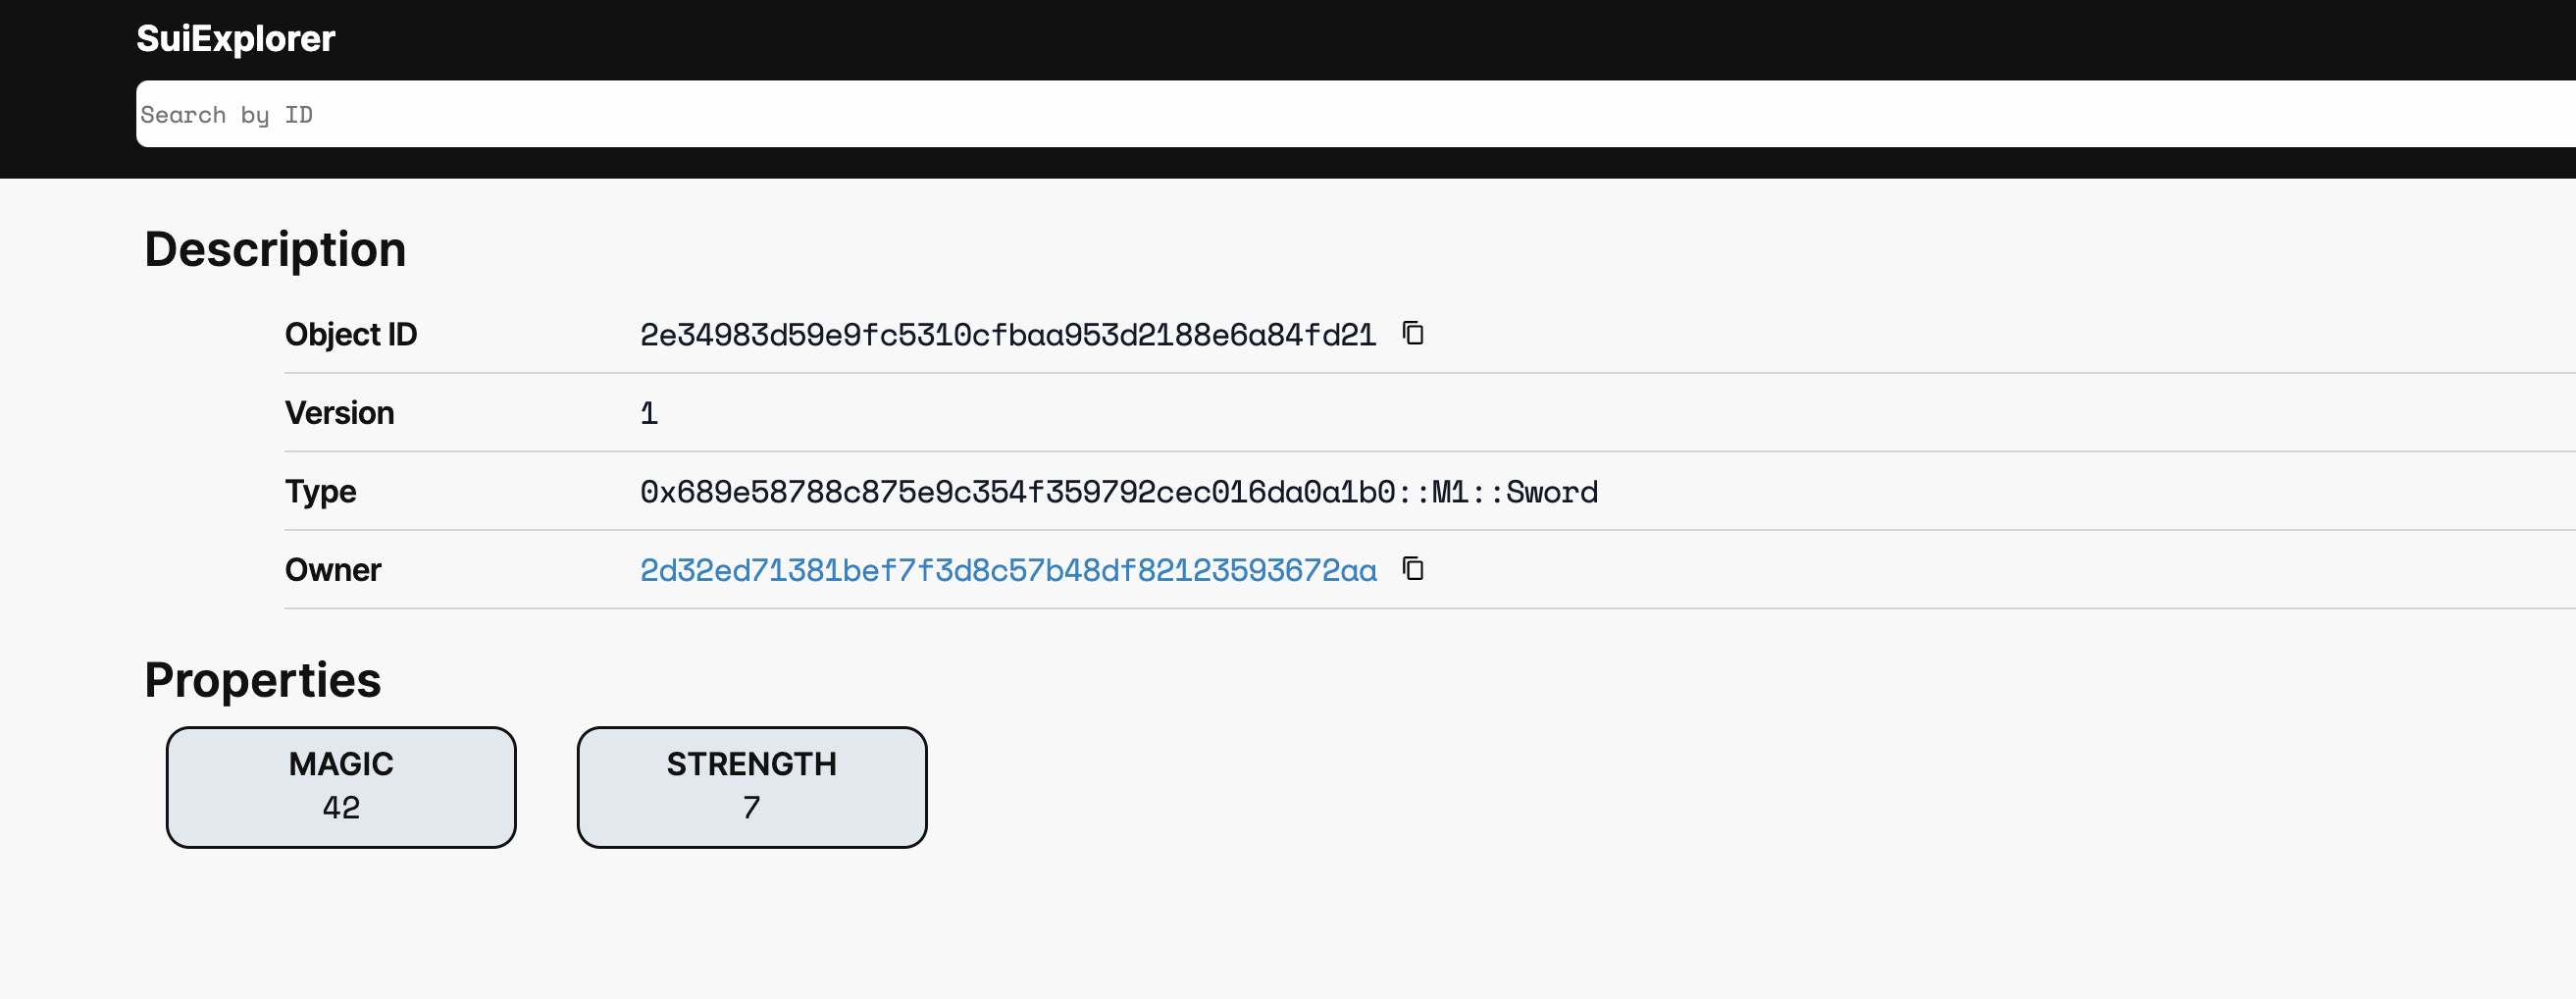 SuiExplorer
Search by ID
Description
Object ID 2e34983d59e9fc5310cfbaa953d2188e6a84fd21
Version 1
Type 0x689e58788c875e9c354f359792cec016da0a1b0::M1::Sword
Owner 2d32ed71381bef7f3d8c57b48df82123593672aa
Properties
MAGIC STRENGTH
42 7